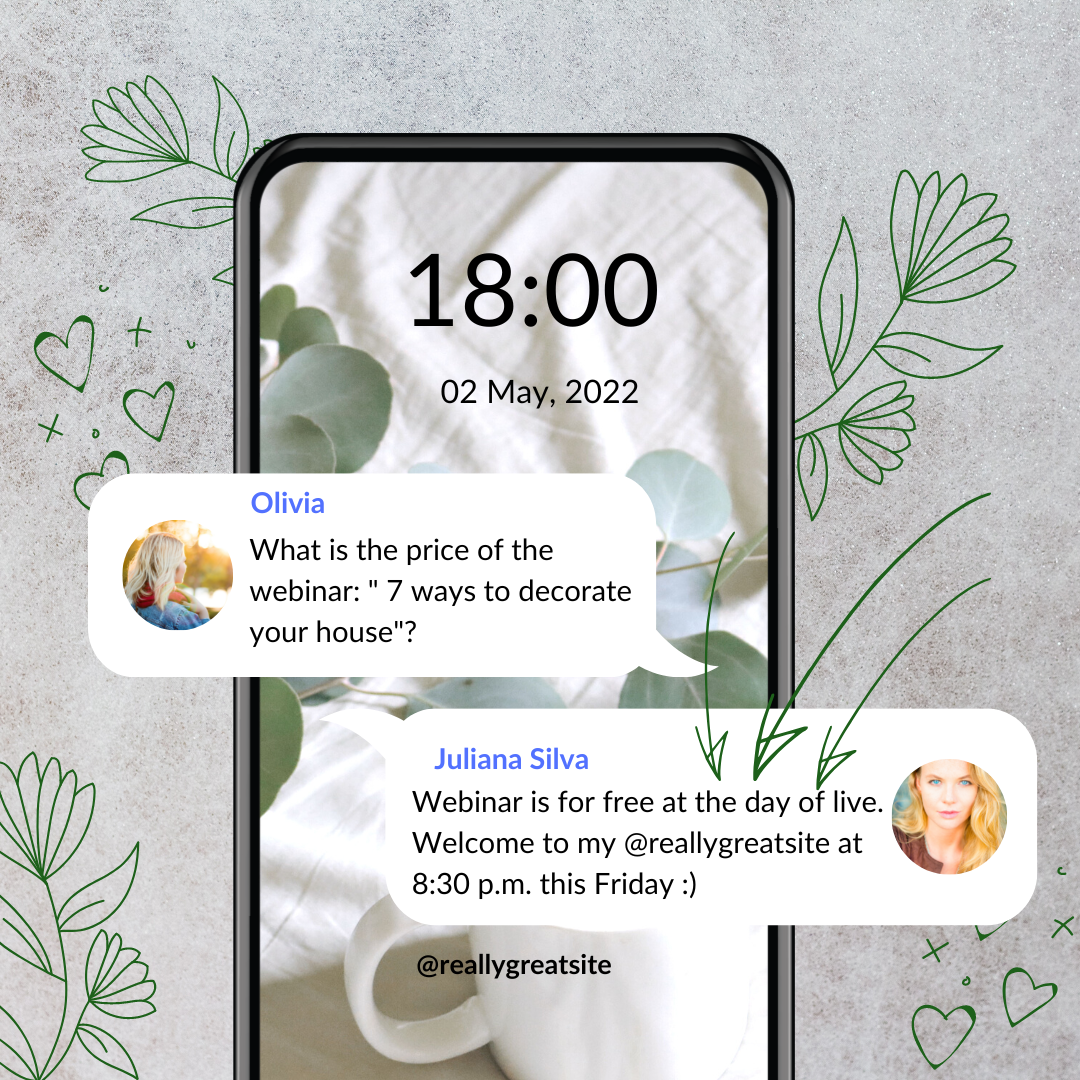 18:00
02 May, 2022
Olivia
What is the price of the
webinar: " 7 ways to decorate
your house"?
Juliana Silva
Webinar is for free at the day of live.
Welcome to my @reallygreatsite at
8:30 p.m. this Friday :)
@reallygreatsite